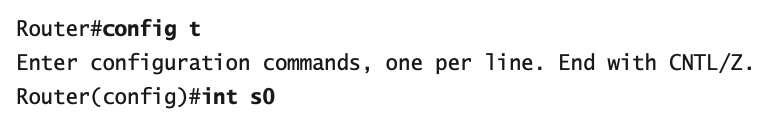 Router#config t
Enter configuration commands, one per line. End with CNTL/Z.
Router(config)#int s0